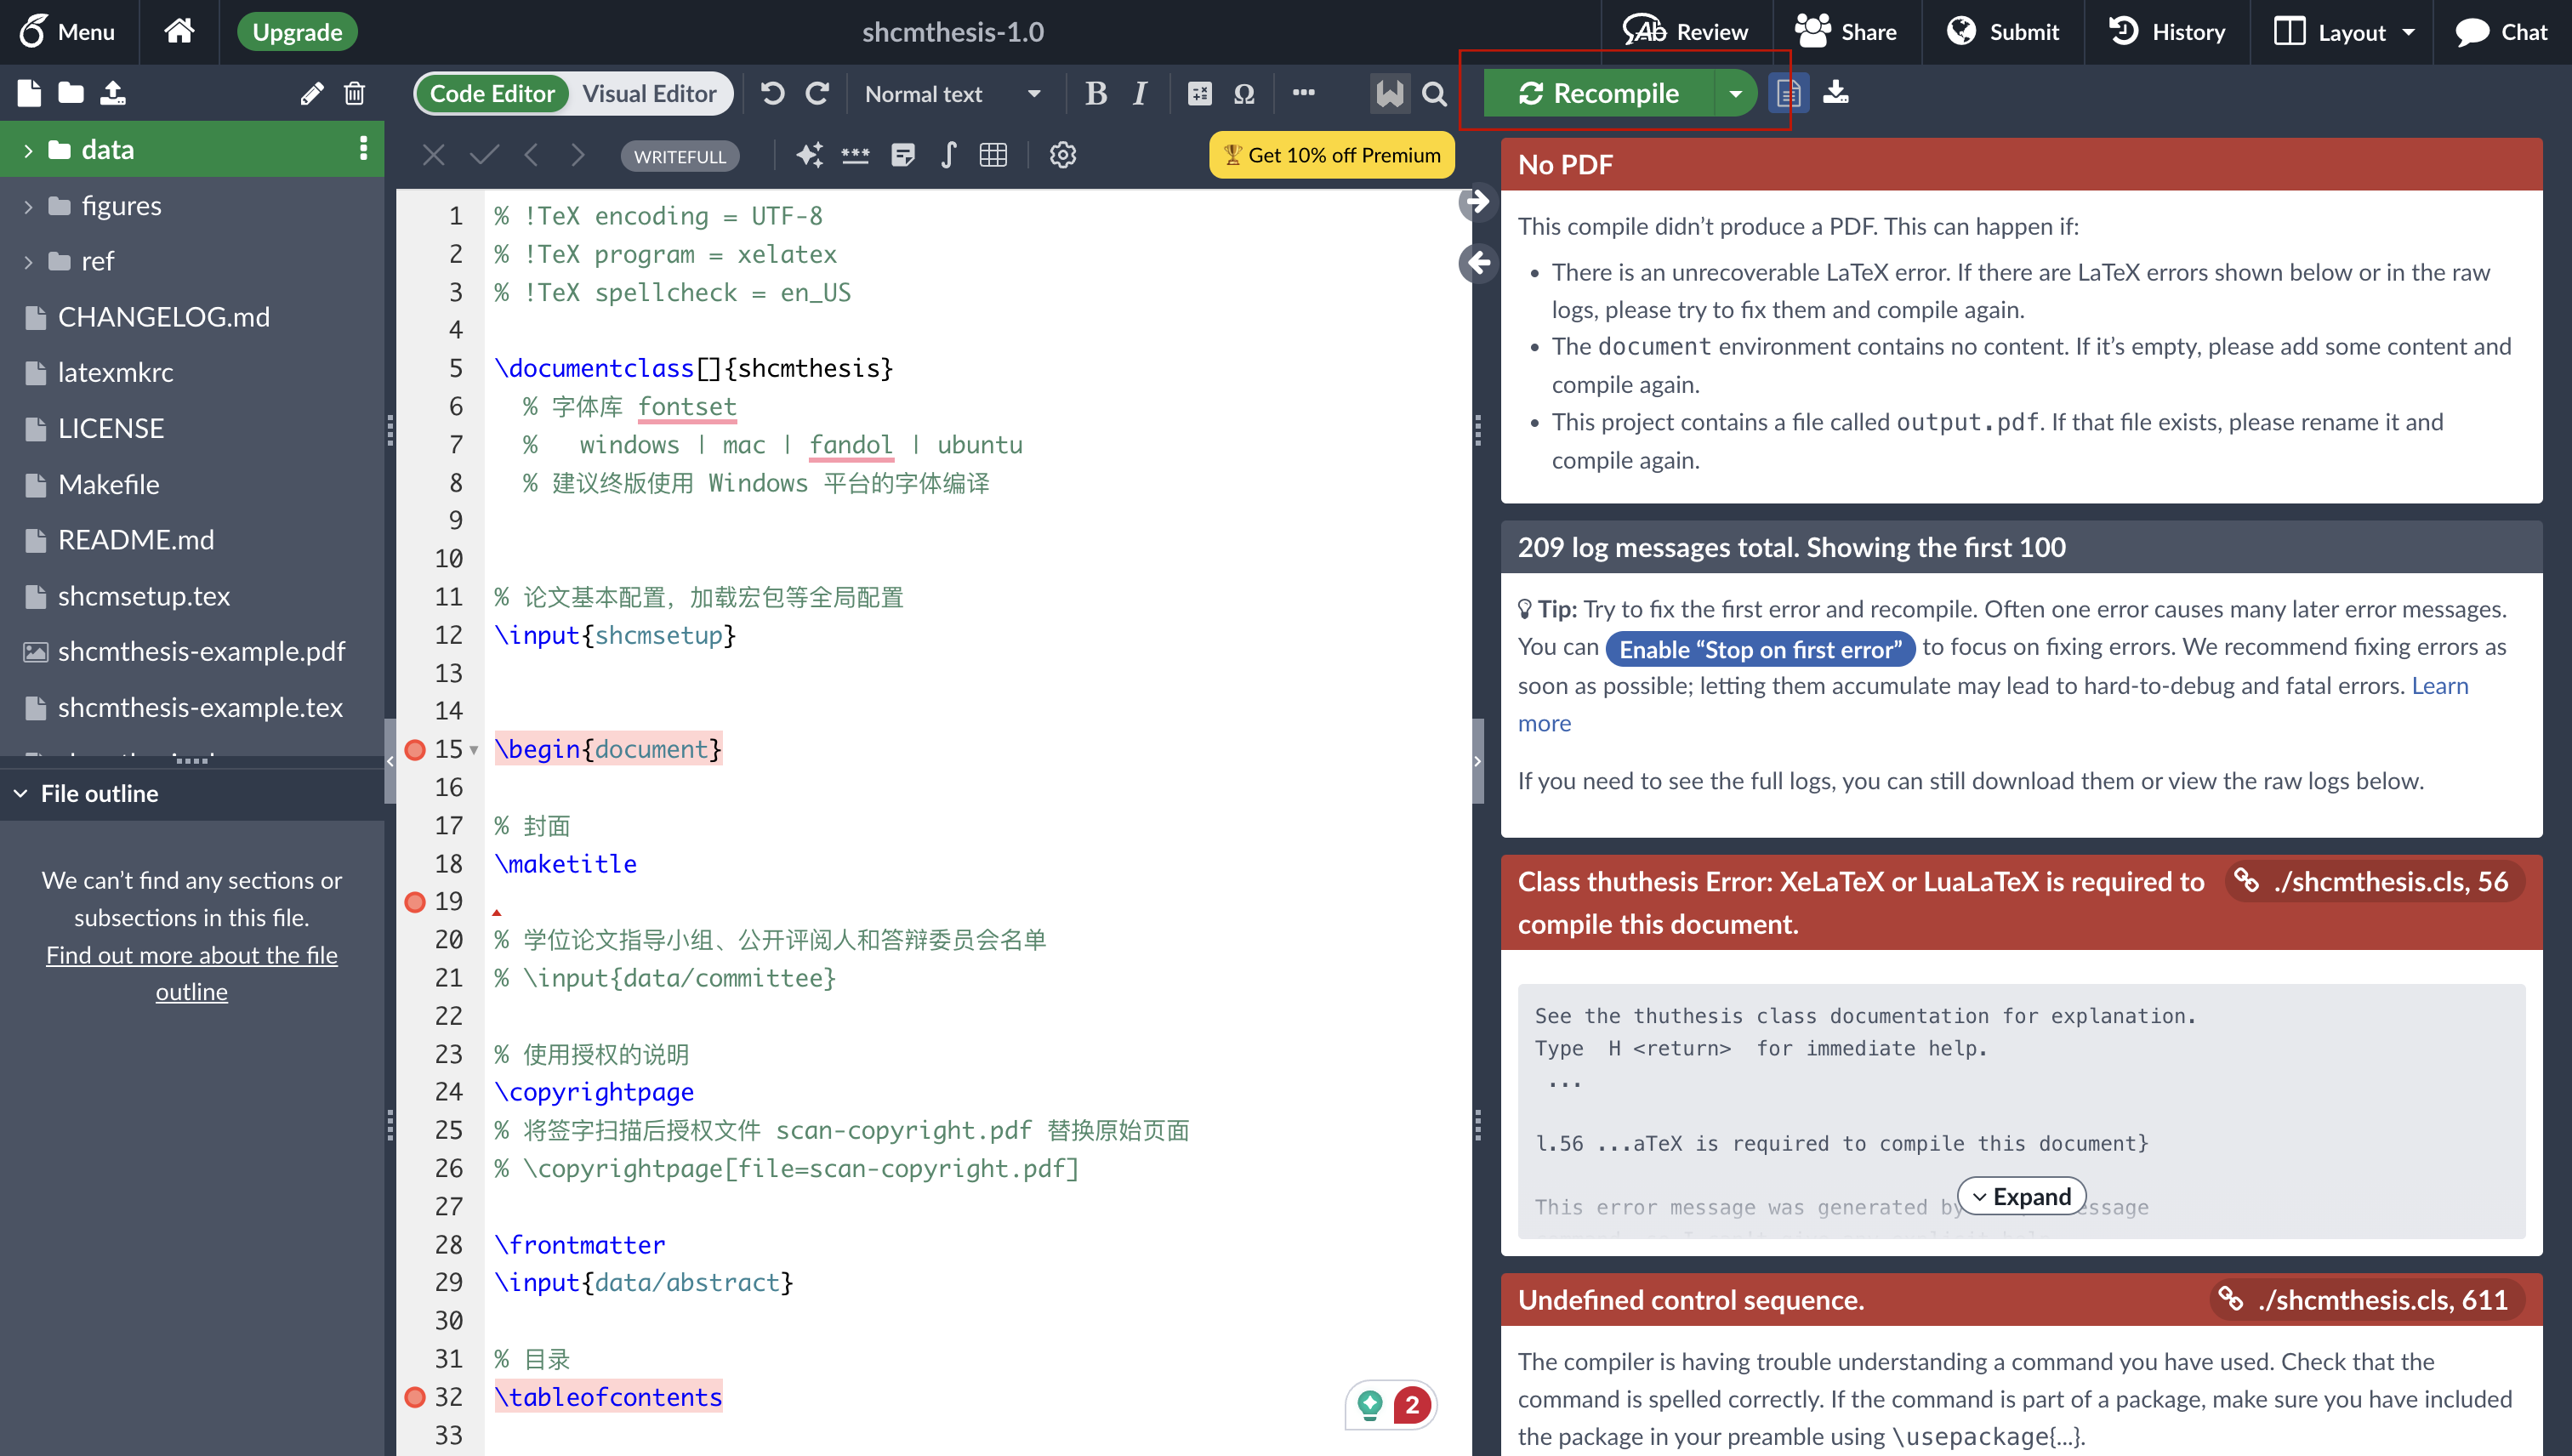 Menu
Upgrade
shcmthesis-1.0
Review
Share
Submit
History
Layout
Chat
Code Editor
Visual Editor
Normal text
B I
Ω
Recompile
WRITEFULL
Get 10% off Premium
data
figures
ref
CHANGELOG.md
latexmkrc
LICENSE
Makefile
README.md
shcmsetup.tex
shcmthesis-example.pdf
shcmthesis-example.tex
File outline
We can’t find any sections or
subsections in this file.
Find out more about the file
outline
1 % !TeX encoding = UTF-8
2 % !TeX program = xelatex
3 % !TeX spellcheck = en_US
4
5 \documentclass[]{shcmthesis}
6 % 字体库 fontset
7 % windows | mac | fandol | ubuntu
8 % 建议终版使用 Windows 平台的字体编译
9
10
11 % 论文基本配置，加载宏包等全局配置
12 \input{shcmsetup}
13
14
15 \begin{document}
16
17 % 封面
18 \maketitle
19
20 % 学位论文指导小组、公开评阅人和答辩委员会名单
21 % \input{data/committee}
22
23 % 使用授权的说明
24 \copyrightpage
25 % 将签字扫描后授权文件 scan-copyright.pdf 替换原始页面
26 % \copyrightpage[file=scan-copyright.pdf]
27
28 \frontmatter
29 \input{data/abstract}
30
31 % 目录
32 \tableofcontents
33
2
No PDF
This compile didn’t produce a PDF. This can happen if:
• There is an unrecoverable LaTeX error. If there are LaTeX errors shown below or in the raw
logs, please try to fix them and compile again.
• The document environment contains no content. If it’s empty, please add some content and
compile again.
• This project contains a file called output.pdf. If that file exists, please rename it and
compile again.
209 log messages total. Showing the first 100
Tip: Try to fix the first error and recompile. Often one error causes many later error messages.
You can Enable “Stop on first error” to focus on fixing errors. We recommend fixing errors as
soon as possible; letting them accumulate may lead to hard-to-debug and fatal errors. Learn
more
If you need to see the full logs, you can still download them or view the raw logs below.
Class thuthesis Error: XeLaTeX or LuaLaTeX is required to
compile this document.
./shcmthesis.cls, 56
See the thuthesis class documentation for explanation.
Type H <return> for immediate help.
...
l.56 ...aTeX is required to compile this document}
This error message was generated by
Expand
Undefined control sequence.
./shcmthesis.cls, 611
The compiler is having trouble understanding a command you have used. Check that the
command is spelled correctly. If the command is part of a package, make sure you have included
the package in your preamble using \usepackage{...}.